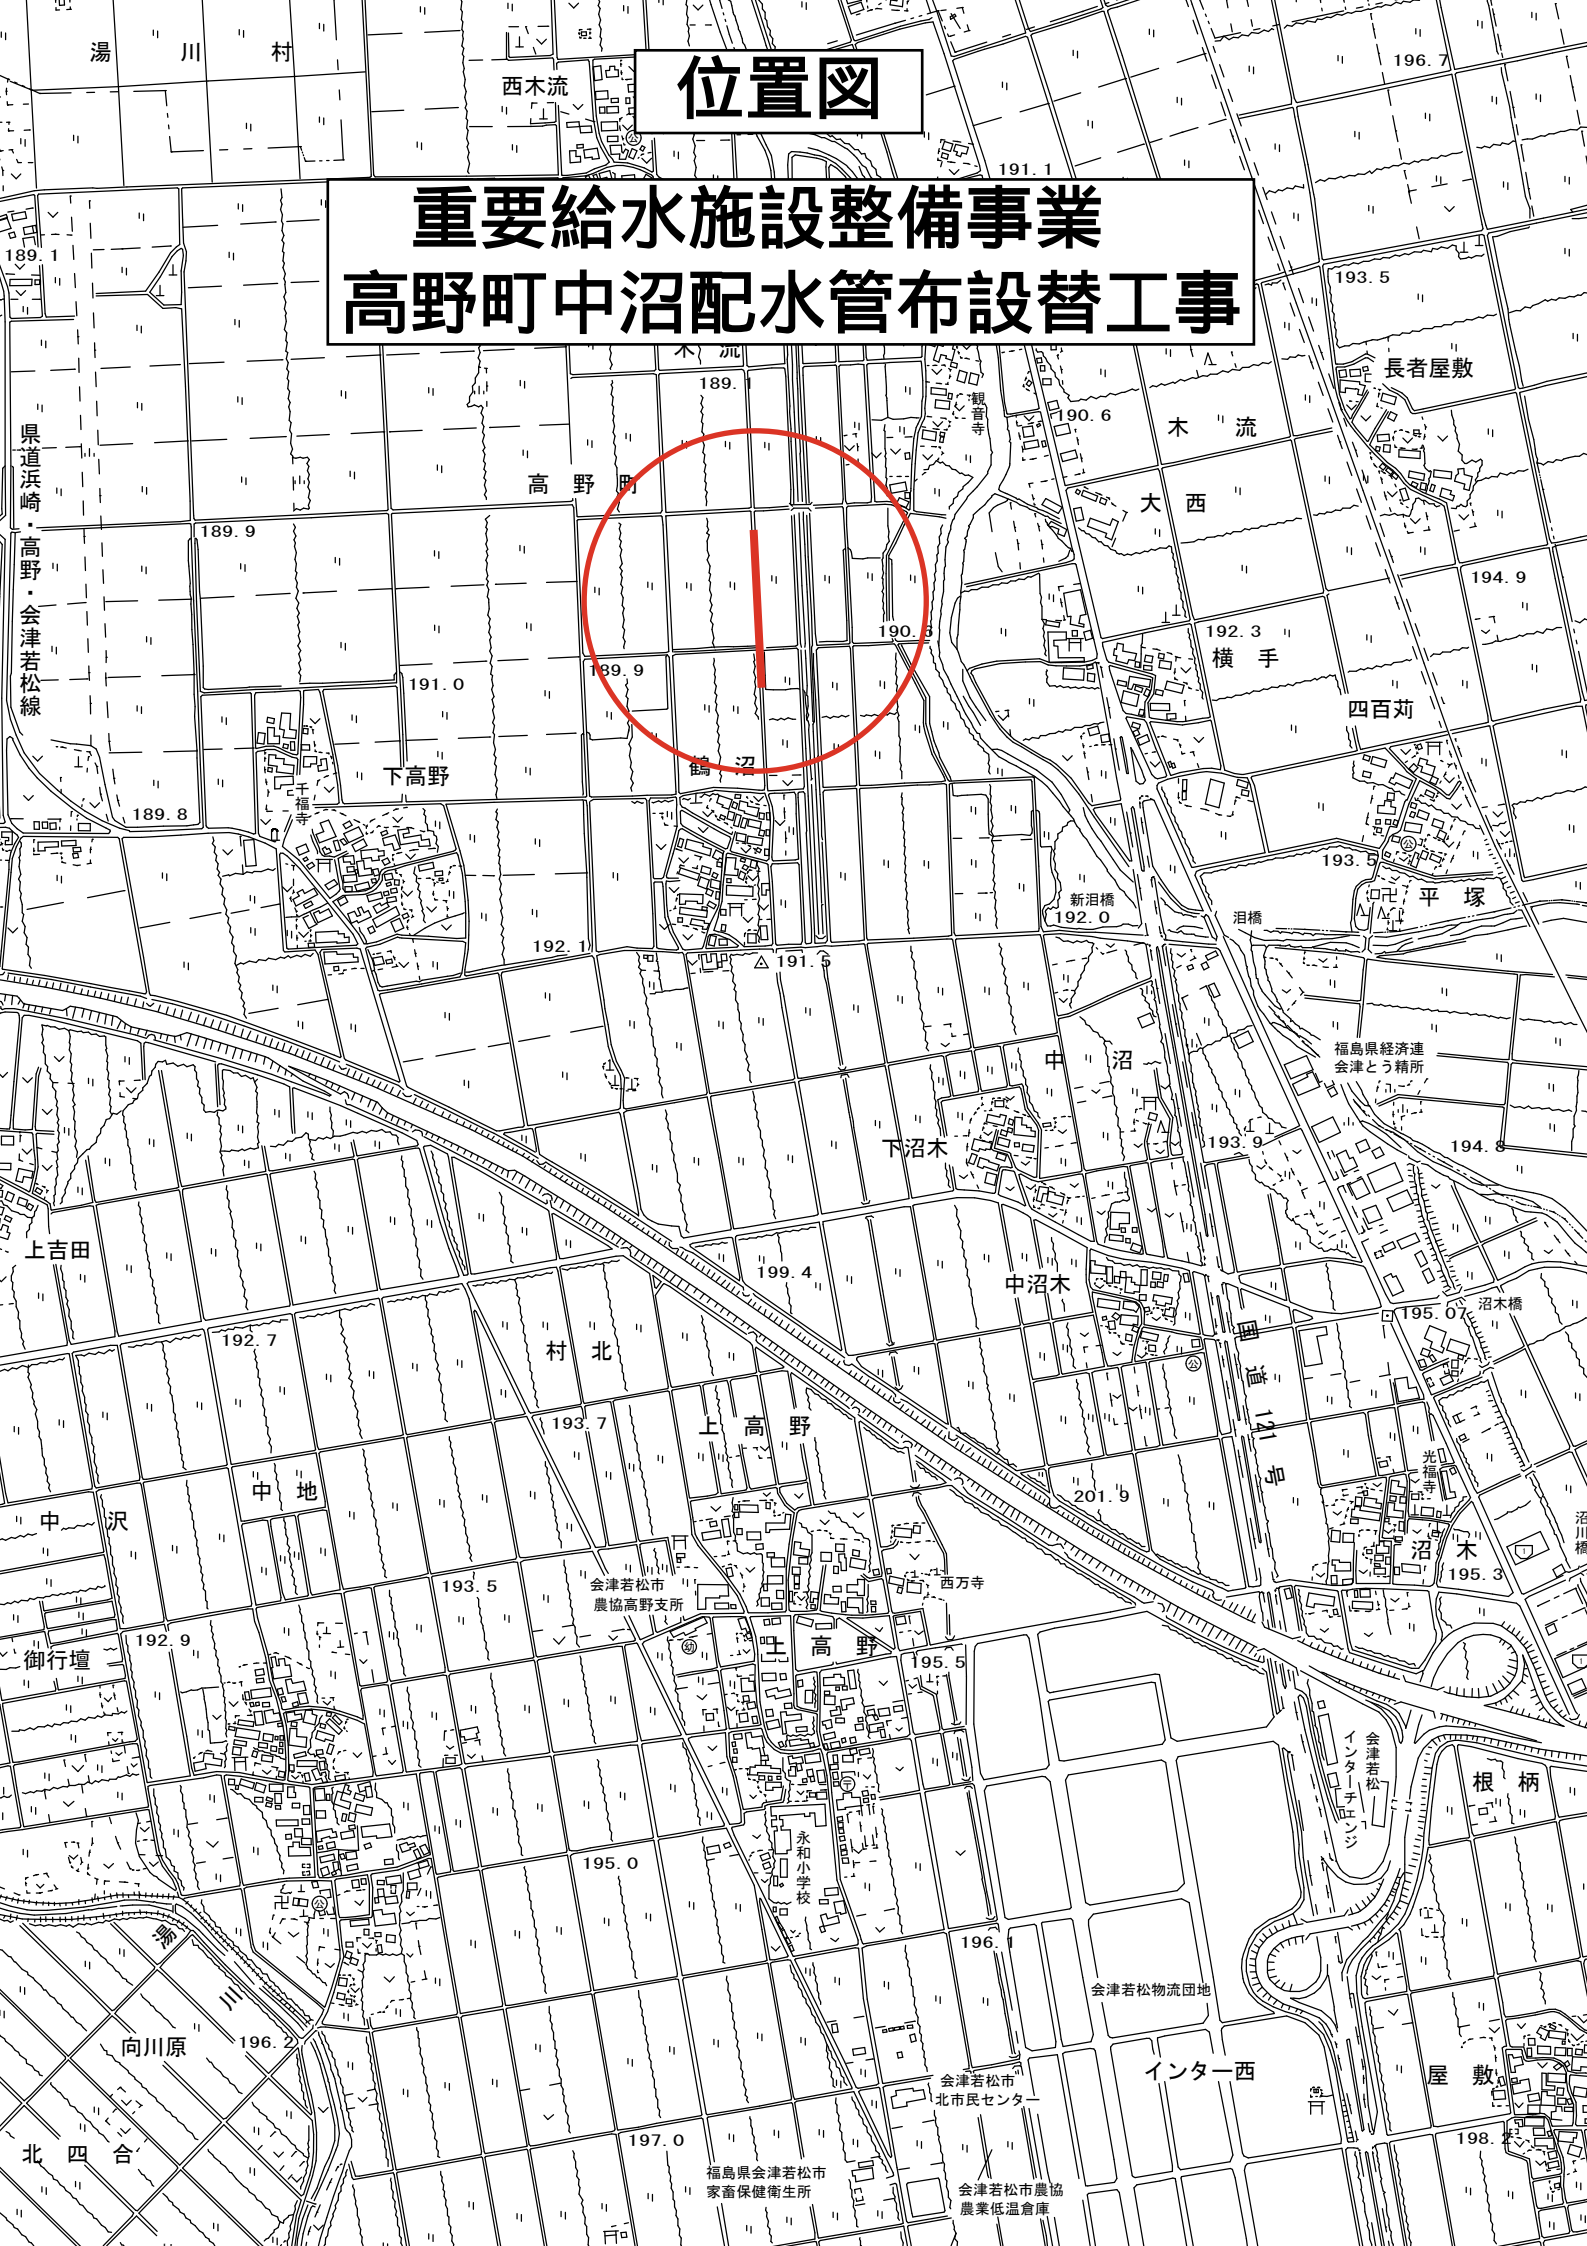 位置図
重要給水施設整備事業
高野町中沼配水管布設替工事
湯川村
西木流
196.7
191.1
189.1
193.5
木流
189.1
長者屋敷
観音寺
190.6
木流
県道浜崎・高野・会津若松線
高野町
大西
189.9
194.9
190.6
192.3
横手
189.9
191.0
四百苅
鶴沼
下高野
千福寺
189.8
193.5
新泪橋
192.0
泪橋
平塚
192.1
191.5
中沼
福島県経済連
会津とう精所
下沼木
193.9
194.8
上吉田
199.4
中沼木
195.07
沼木橋
192.7
国道121号
村北
193.7
上高野
光福寺
中地
201.9
中沢
沼川橋
沼木
195.3
193.5
会津若松市
農協高野支所
西万寺
192.9
御行壇
幼
上高野
195.5
会津若松
インターチェンジ
根柄
永和小学校
195.0
湯川
196.1
会津若松物流団地
向川原
196.2
インター西
会津若松市
北市民センター
屋敷
北四合
197.0
198.2
福島県会津若松市
家畜保健衛生所
会津若松市農協
農業低温倉庫